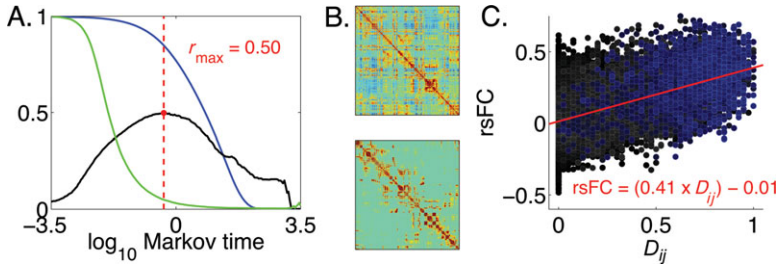 A.
1
0.5
0
-3.5
0
3.5
log₁₀ Markov time
r_max = 0.50
B.
C.
rsFC
0.5
0
-0.5
0
0.5
1
D_ij
rsFC = (0.41 x D_ij) – 0.01